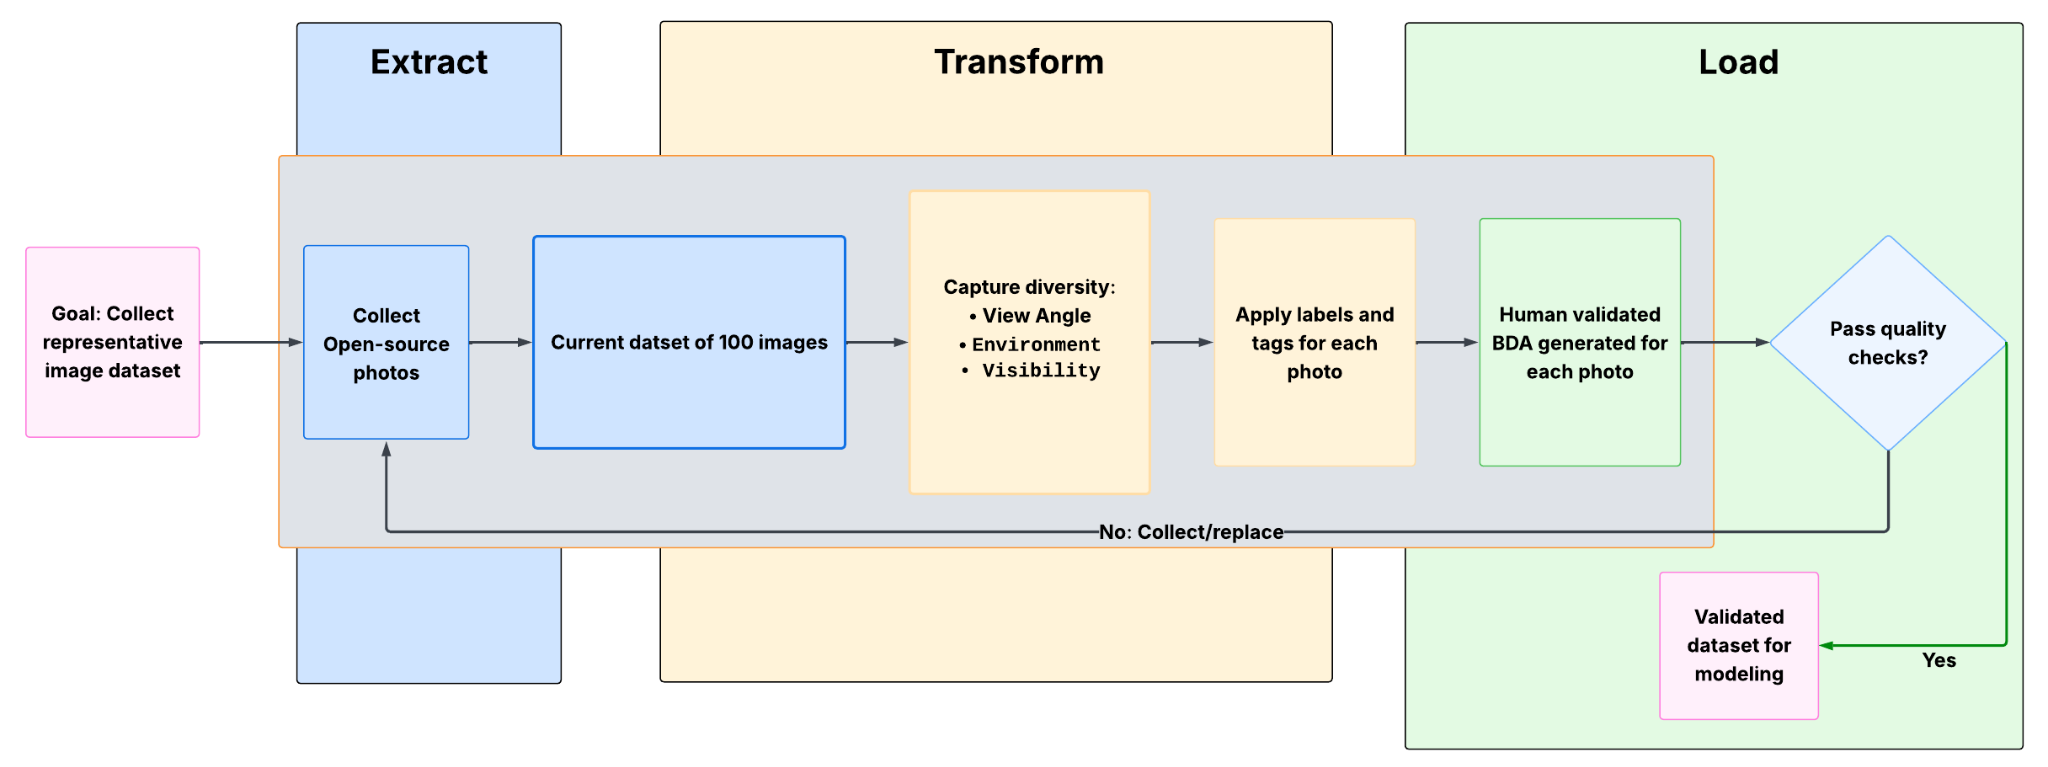 Extract
Transform
Load
Goal: Collect
representative
image dataset
Collect
Open-source
photos
Current datset of 100 images
Capture diversity:
• View Angle
• Environment
• Visibility
Apply labels and
tags for each
photo
Human validated
BDA generated for
each photo
Pass quality
checks?
No: Collect/replace
Validated
dataset for
modeling
Yes